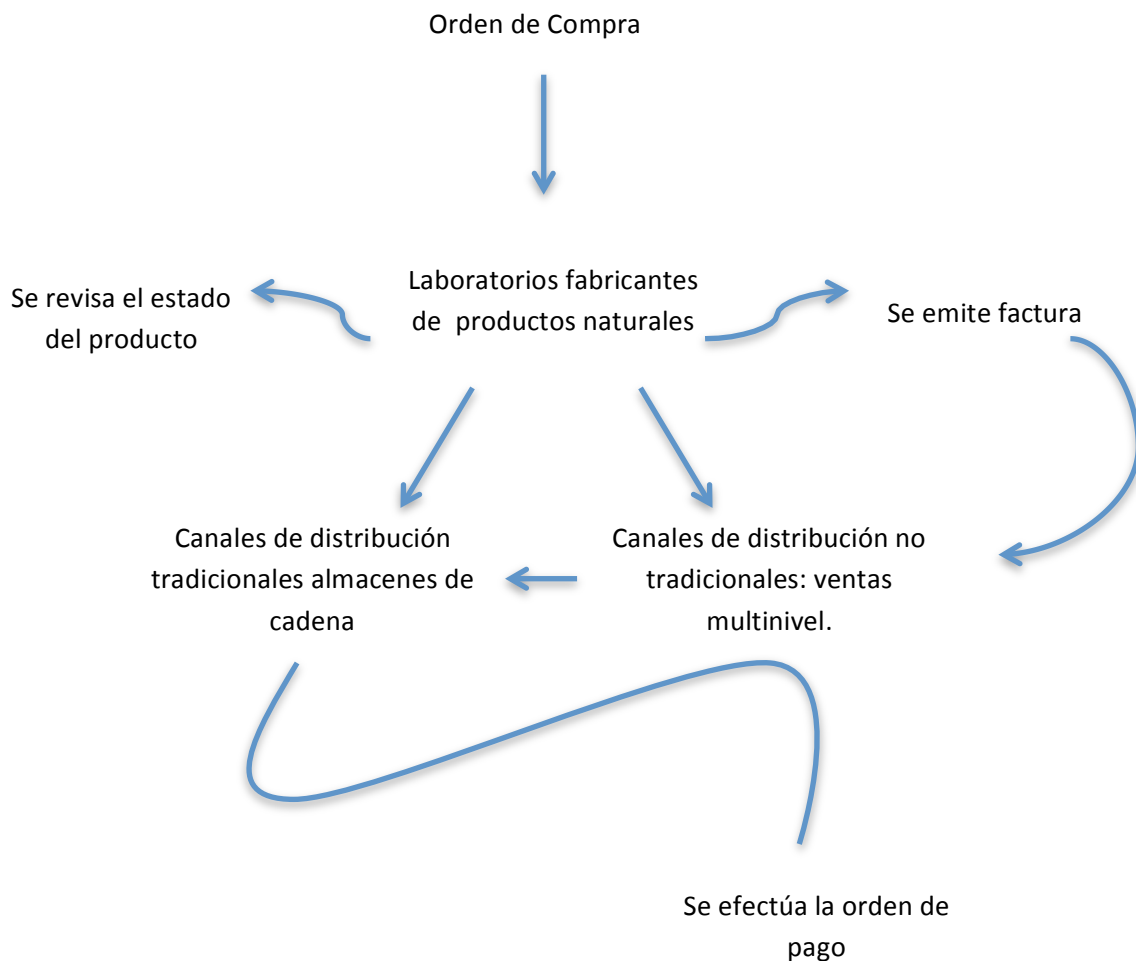 Orden de Compra
Laboratorios fabricantes
de productos naturales
Se revisa el estado
del producto
Se emite factura
Canales de distribución
tradicionales almacenes de
cadena
Canales de distribución no
tradicionales: ventas
multinivel.
Se efectúa la orden de
pago